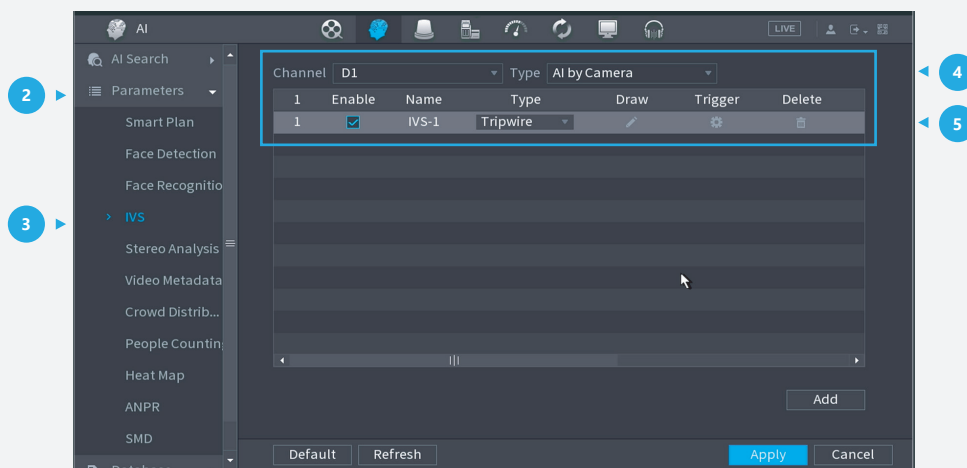 AI
LIVE
AI Search
Parameters
Smart Plan
Face Detection
Face Recognitio
IVS
Stereo Analysis
Video Metadata
Crowd Distrib...
People Countin
Heat Map
ANPR
SMD
Channel D1 Type AI by Camera
1 Enable Name Type Draw Trigger Delete
1 IVS-1 Tripwire
Add
Default Refresh Apply Cancel
2
3
4
5